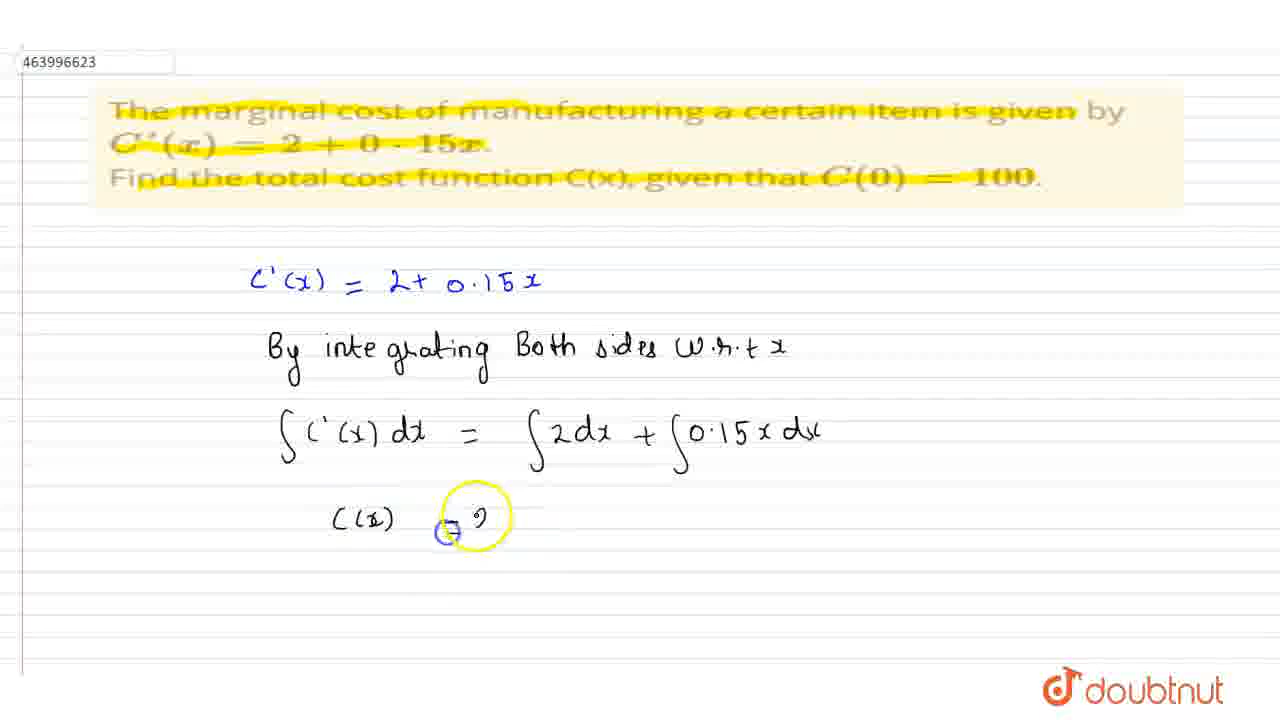 463996623
The marginal cost of manufacturing a certain item is given by
C'(x) = 2 + 0 · 15x.
Find the total cost function C(x), given that C(0) = 100.
C'(x) = 2+ 0.15x
By integrating Both sides w.r.t x
∫ C'(x) dx = ∫ 2dx + ∫ 0.15x dx
C(x) =
doubtnut